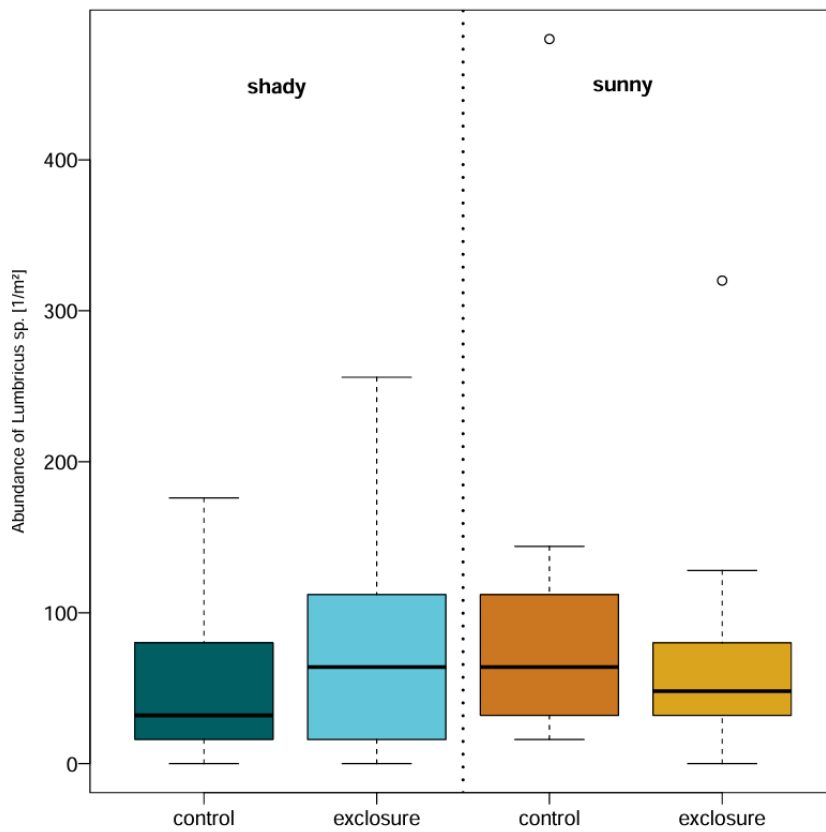 shady
sunny
Abundance of Lumbricus sp. [1/m²]
400
300
200
100
0
control
exclosure
control
exclosure